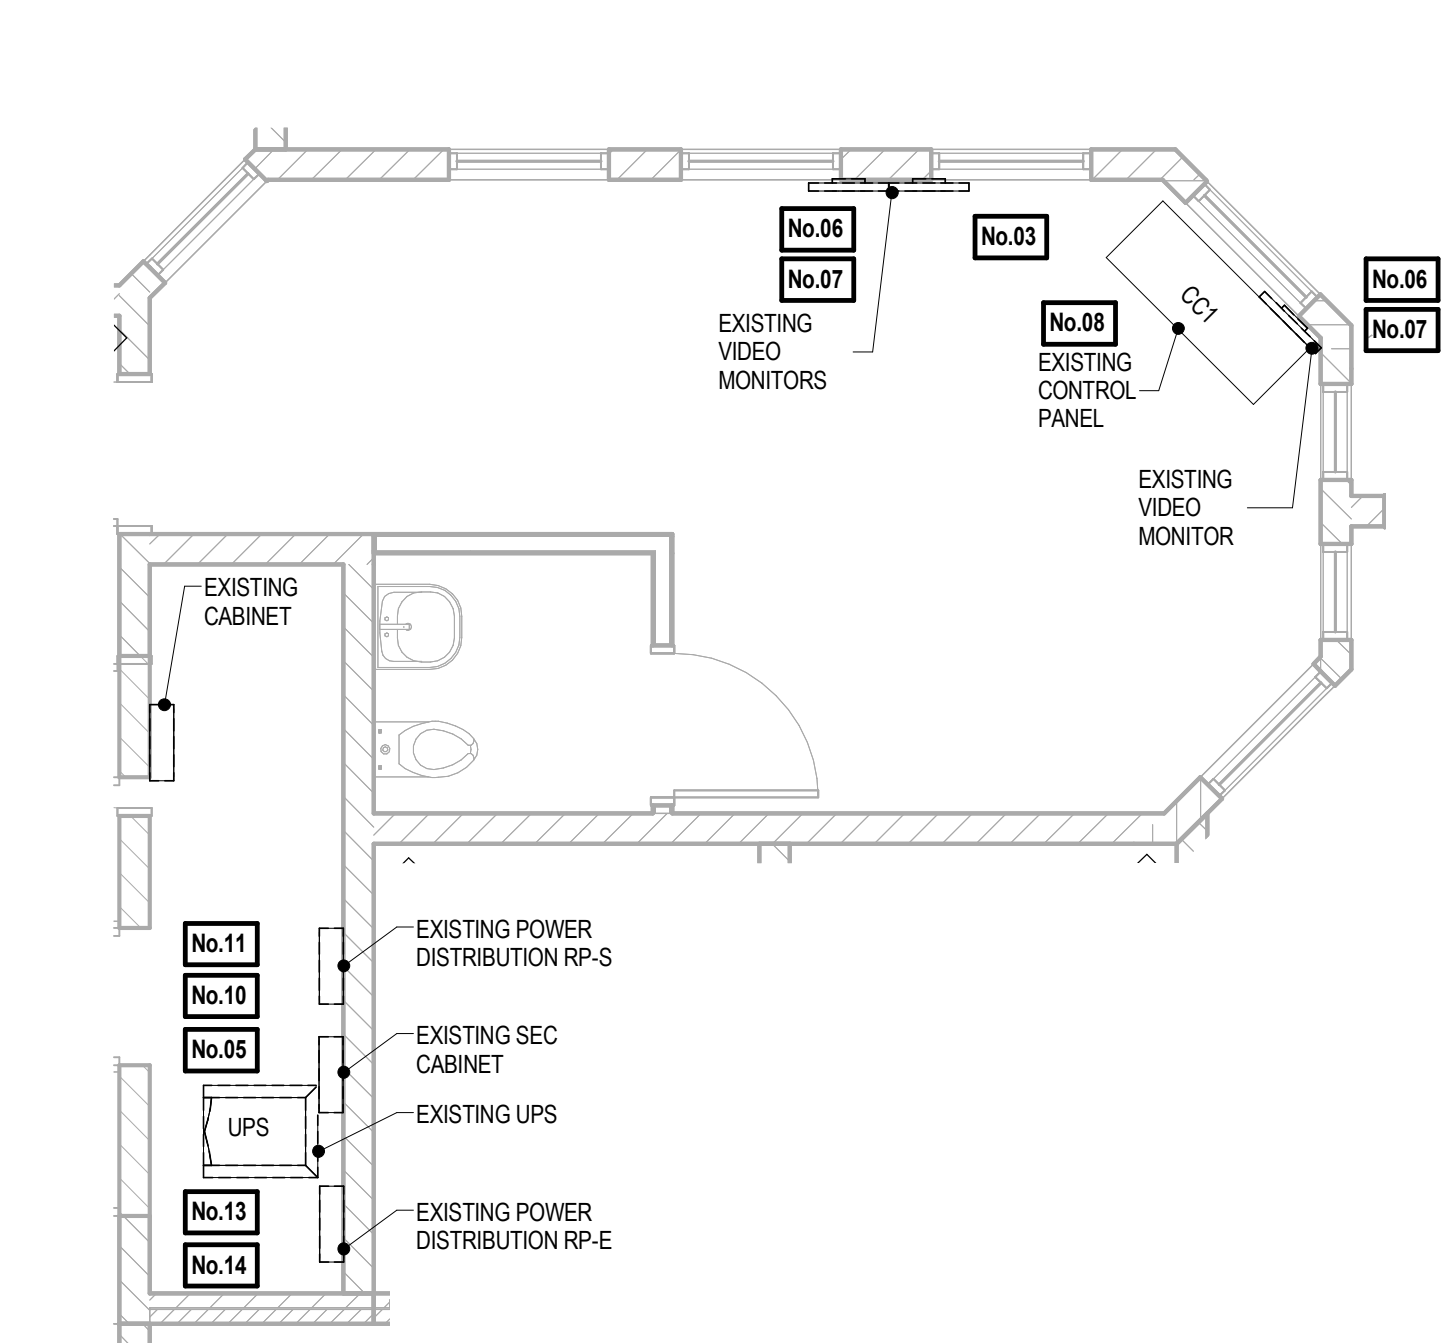 No.06
No.07
No.03
No.06
No.07
CC1
No.08
EXISTING
VIDEO
MONITORS
EXISTING
CONTROL
PANEL
EXISTING
VIDEO
MONITOR
EXISTING
CABINET
No.11
No.10
No.05
EXISTING POWER
DISTRIBUTION RP-S
EXISTING SEC
CABINET
EXISTING UPS
UPS
No.13
No.14
EXISTING POWER
DISTRIBUTION RP-E